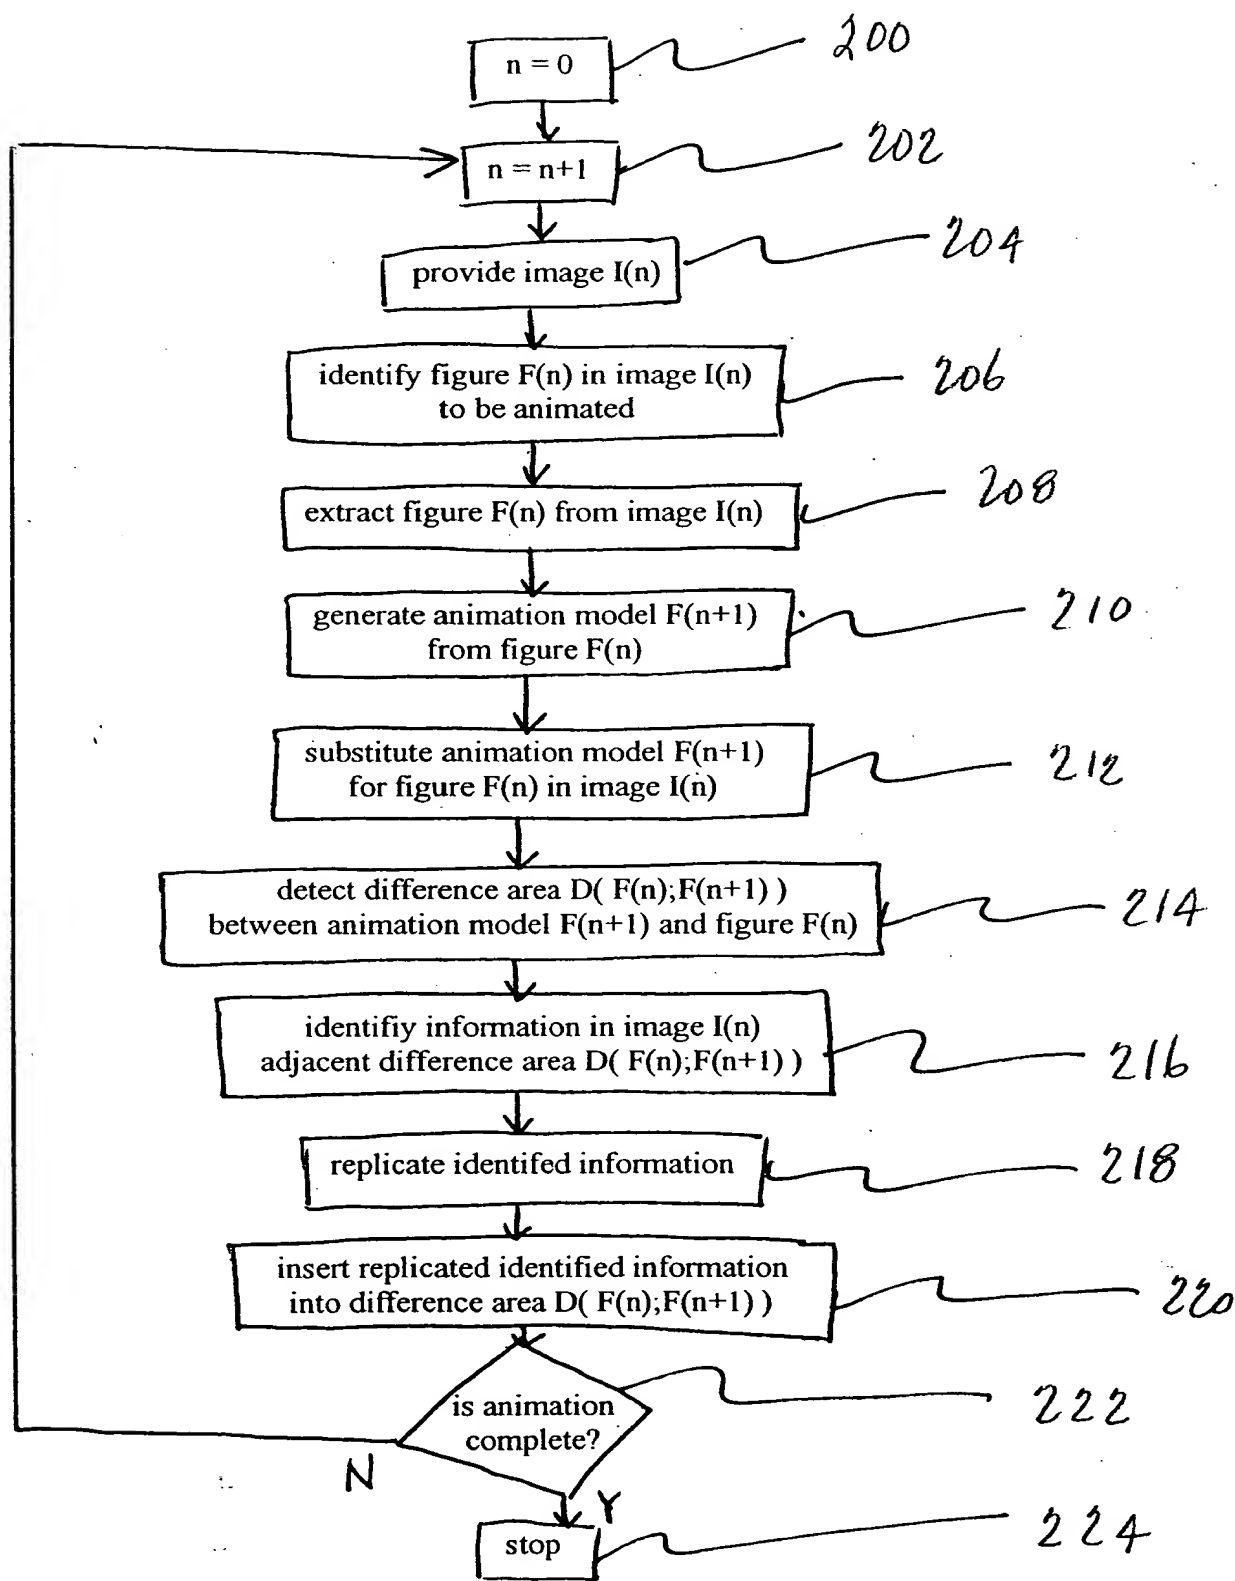 n = 0
200
n = n+1
202
provide image I(n)
204
identify figure F(n) in image I(n)
to be animated
206
extract figure F(n) from image I(n)
208
generate animation model F(n+1)
from figure F(n)
210
substitute animation model F(n+1)
for figure F(n) in image I(n)
212
detect difference area D( F(n);F(n+1) )
between animation model F(n+1) and figure F(n)
214
identifiy information in image I(n)
adjacent difference area D( F(n);F(n+1) )
216
replicate identifed information
218
insert replicated identified information
into difference area D( F(n);F(n+1) )
220
is animation
complete?
222
N
Y
stop
224